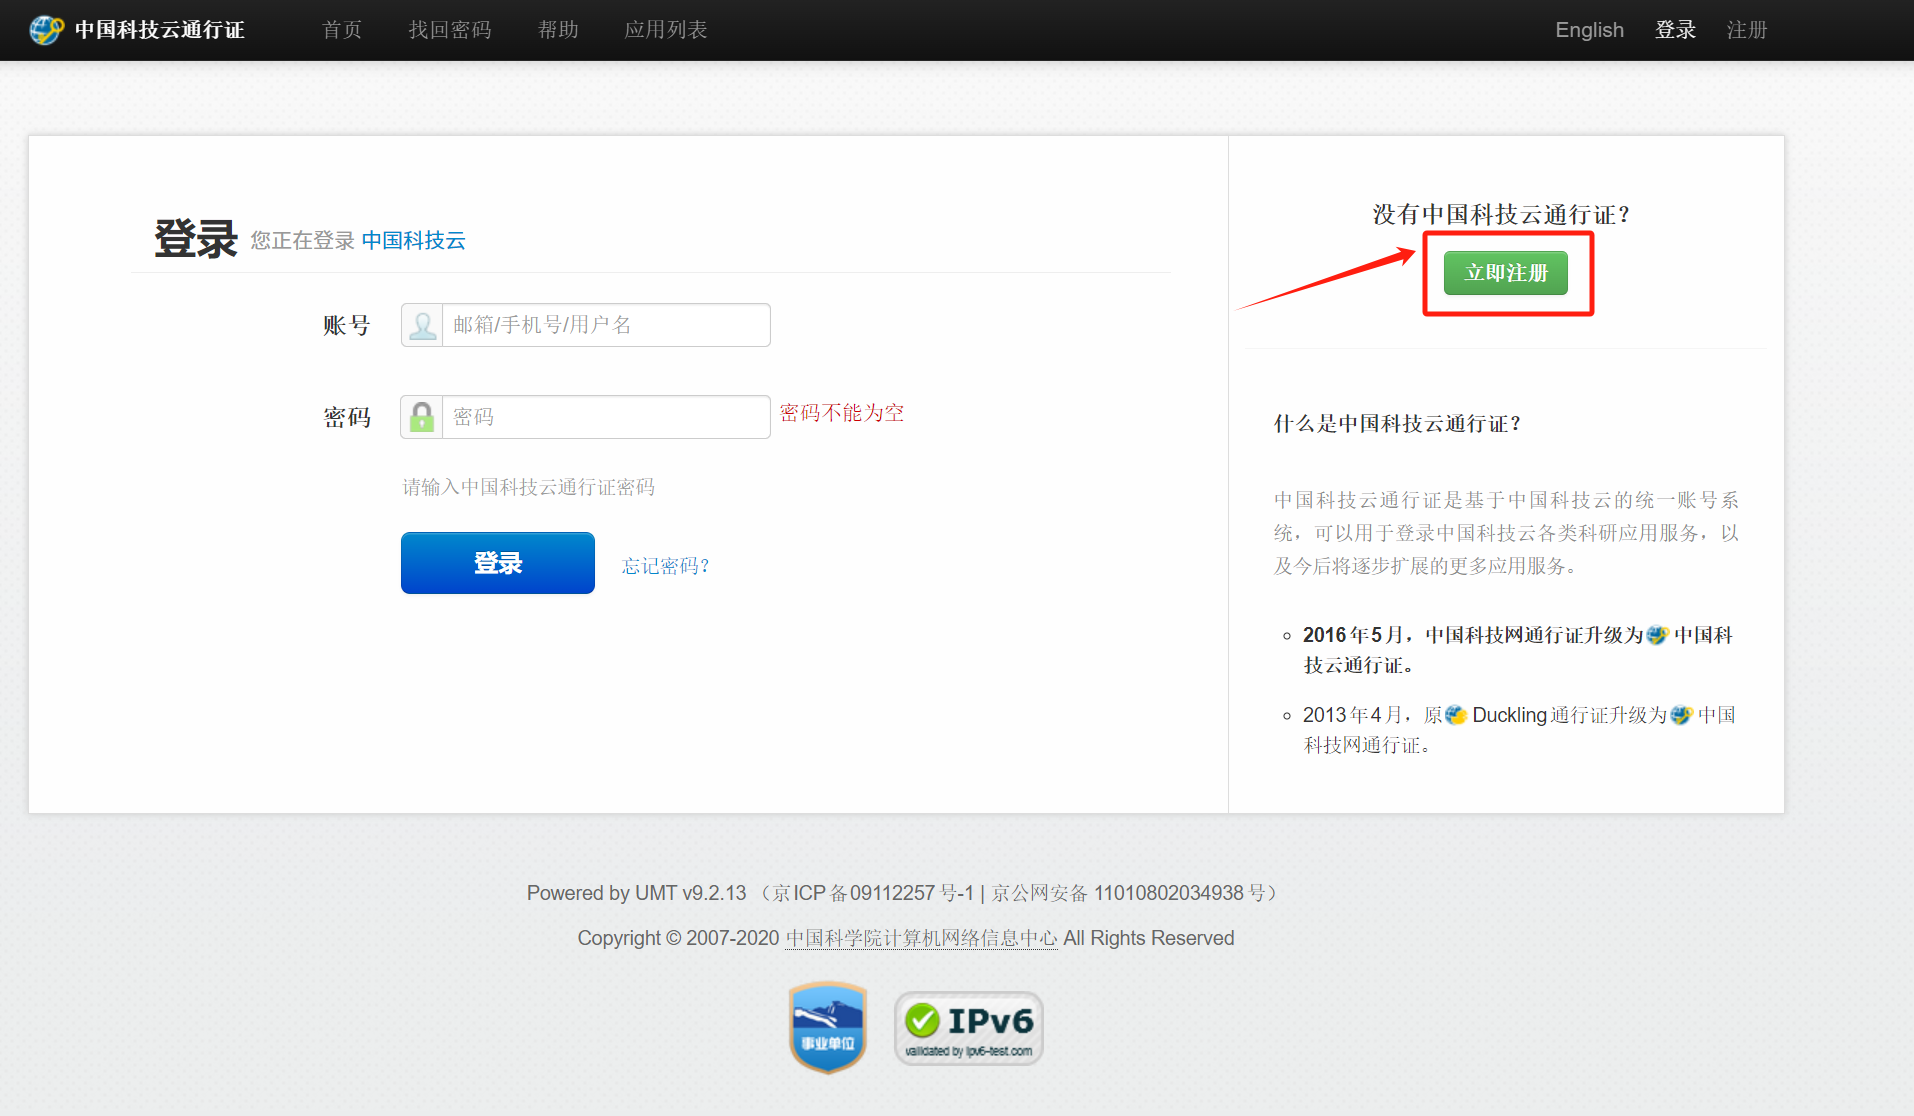 中国科技云通行证 首页 找回密码 帮助 应用列表 English 登录 注册
登录 您正在登录 中国科技云
账号 邮箱/手机号/用户名
密码 密码 密码不能为空
请输入中国科技云通行证密码
登录 忘记密码?
没有中国科技云通行证?
立即注册
什么是中国科技云通行证?
中国科技云通行证是基于中国科技云的统一账号系
统，可以用于登录中国科技云各类科研应用服务，以
及今后将逐步扩展的更多应用服务。
2016年5月，中国科技网通行证升级为中国科
技云通行证。
2013年4月，原Duckling通行证升级为中国
科技网通行证。
Powered by UMT v9.2.13 （京ICP备09112257号-1 | 京公网安备 11010802034938号）
Copyright © 2007-2020 中国科学院计算机网络信息中心 All Rights Reserved
事业单位
IPv6
validated by ipv6-test.com